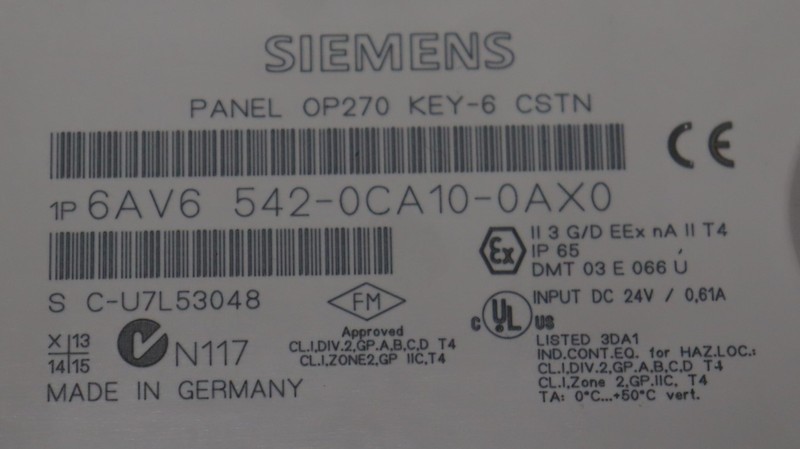 SIEMENS
PANEL OP270 KEY-6 CSTN
CE
1P 6AV6 542-0CA10-0AX0
Ex
II 3 G/D EEx nA II T4
IP 65
DMT 03 E 066 U
S C-U7L53048
FM
Approved
CL.I,DIV.2,GP.A,B,C,D T4
CL.I,ZONE2,GP IIC,T4
X 13
14 15
N117
MADE IN GERMANY
INPUT DC 24V / 0,61A
C UL US
LISTED 3DA1
IND.CONT.EQ. for HAZ.LOC.:
CL.I,DIV.2,GP.A,B,C,D T4
CL.I,Zone 2,GP.IIC, T4
TA: 0°C...+50°C vert.